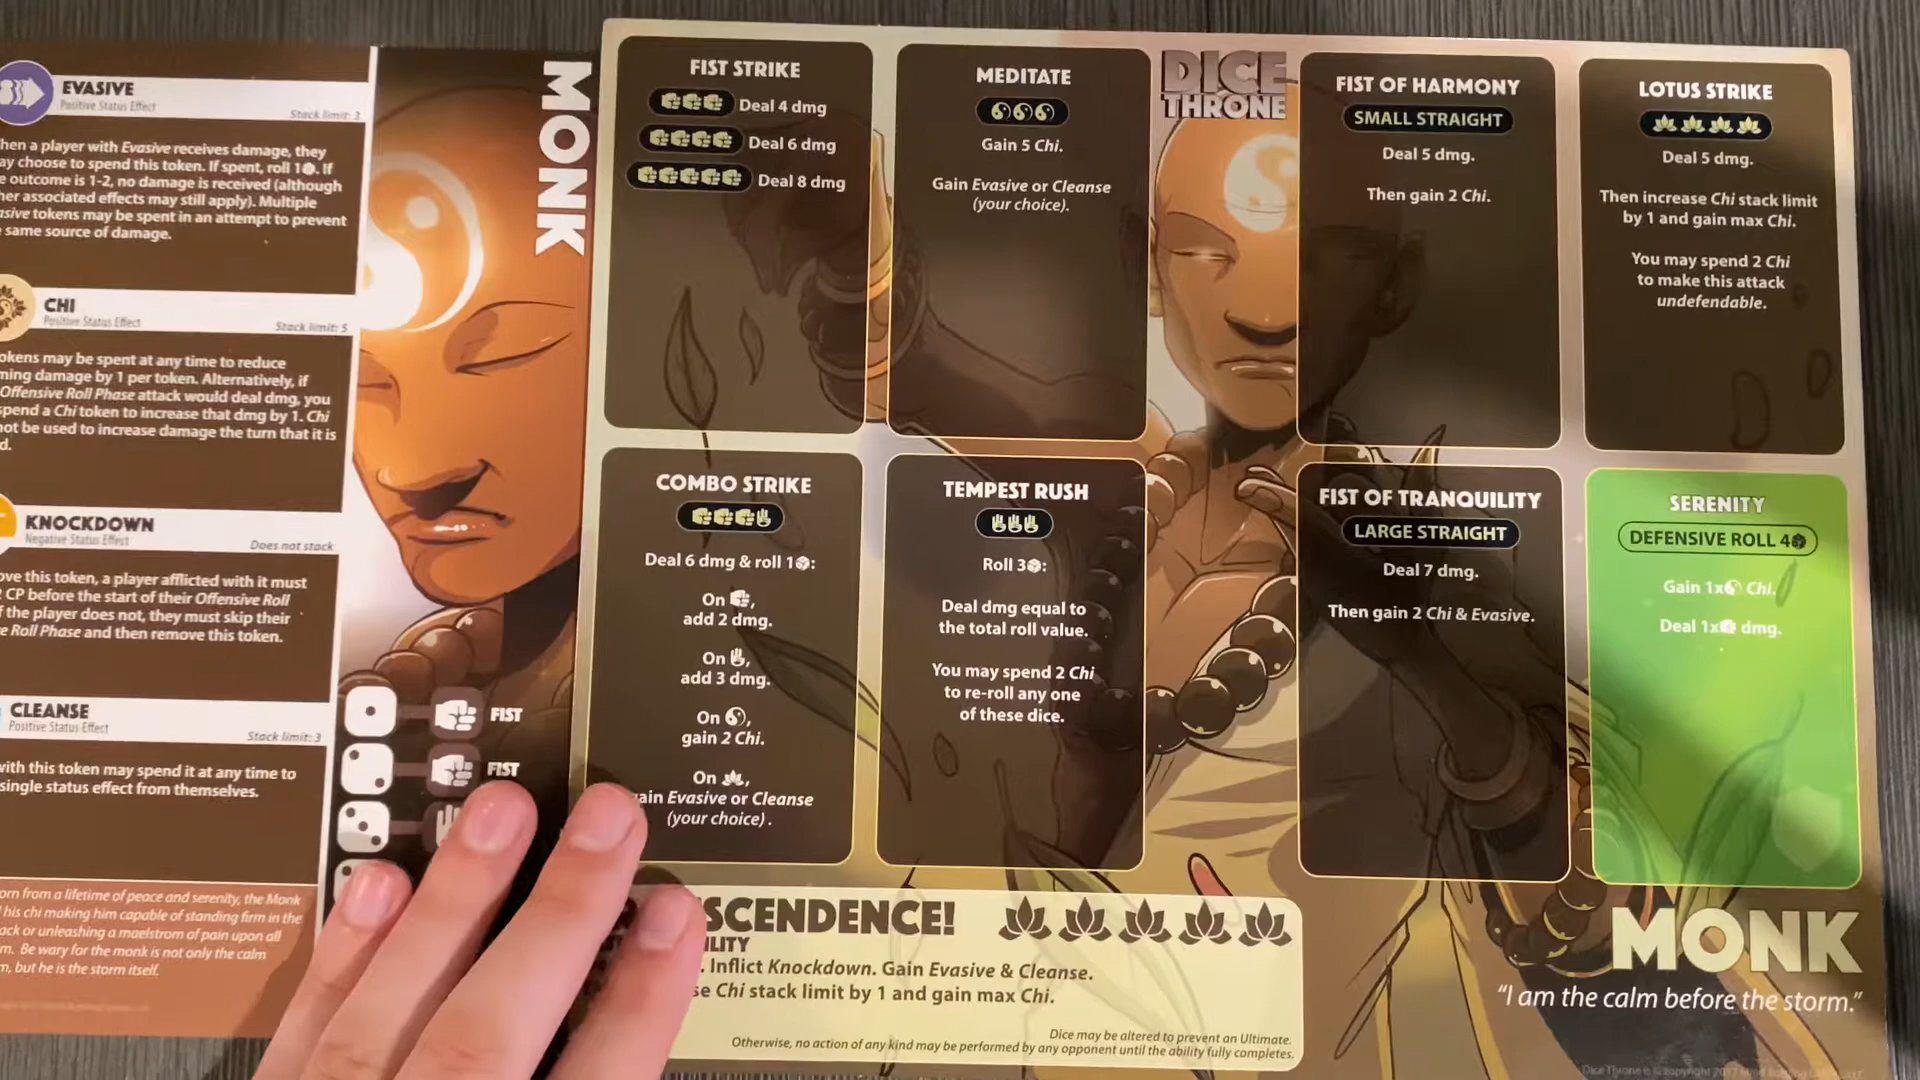 EVASIVE
Positive Status Effect
Stack limit: 3
hen a player with Evasive receives damage, they
ay choose to spend this token. If spent, roll 1. If
e outcome is 1-2, no damage is received (although
her associated effects may still apply). Multiple
asive tokens may be spent in an attempt to prevent
same source of damage.
CHI
Positive Status Effect
Stack limit: 5
okens may be spent at any time to reduce
ming damage by 1 per token. Alternatively, if
Offensive Roll Phase attack would deal dmg, you
spend a Chi token to increase that dmg by 1. Chi
not be used to increase damage the turn that it is
d.
KNOCKDOWN
Negative Status Effect
Does not stack
ove this token, a player afflicted with it must
2 CP before the start of their Offensive Roll
f the player does not, they must skip their
e Roll Phase and then remove this token.
CLEANSE
Positive Status Effect
Stack limit: 3
with this token may spend it at any time to
single status effect from themselves.
orn from a lifetime of peace and serenity, the Monk
his chi making him capable of standing firm in the
ack or unleashing a maelstrom of pain upon all
m. Be wary for the monk is not only the calm
m, but he is the storm itself.
MONK
FIST
FIST
FIST STRIKE
Deal 4 dmg
Deal 6 dmg
Deal 8 dmg
MEDITATE
Gain 5 Chi.
Gain Evasive or Cleanse
(your choice).
DICE
THRONE
FIST OF HARMONY
SMALL STRAIGHT
Deal 5 dmg.
Then gain 2 Chi.
LOTUS STRIKE
Deal 5 dmg.
Then increase Chi stack limit
by 1 and gain max Chi.
You may spend 2 Chi
to make this attack
undefendable.
COMBO STRIKE
Deal 6 dmg & roll 1:
On ,
add 2 dmg.
On ,
add 3 dmg.
On ,
gain 2 Chi.
On ,
ain Evasive or Cleanse
(your choice) .
TEMPEST RUSH
Roll 3:
Deal dmg equal to
the total roll value.
You may spend 2 Chi
to re-roll any one
of these dice.
FIST OF TRANQUILITY
LARGE STRAIGHT
Deal 7 dmg.
Then gain 2 Chi & Evasive.
SERENITY
DEFENSIVE ROLL 4
Gain 1x Chi.
Deal 1x dmg.
SCENDENCE!
ILITY
. Inflict Knockdown. Gain Evasive & Cleanse.
se Chi stack limit by 1 and gain max Chi.
Dice may be altered to prevent an Ultimate.
Otherwise, no action of any kind may be performed by any opponent until the ability fully completes.
MONK
“I am the calm before the storm.”